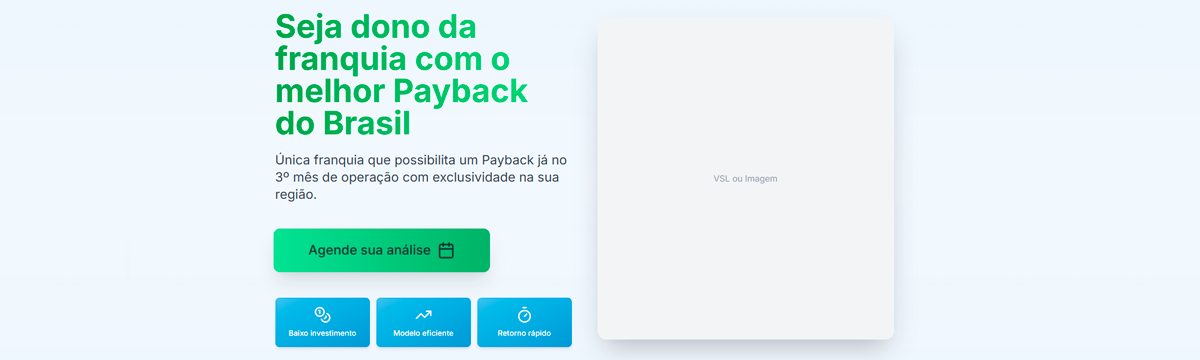 Seja dono da
franquia com o
melhor Payback
do Brasil
Única franquia que possibilita um Payback já no
3º mês de operação com exclusividade na sua
região.
Agende sua análise
Baixo investimento
Modelo eficiente
Retorno rápido
VSL ou Imagem